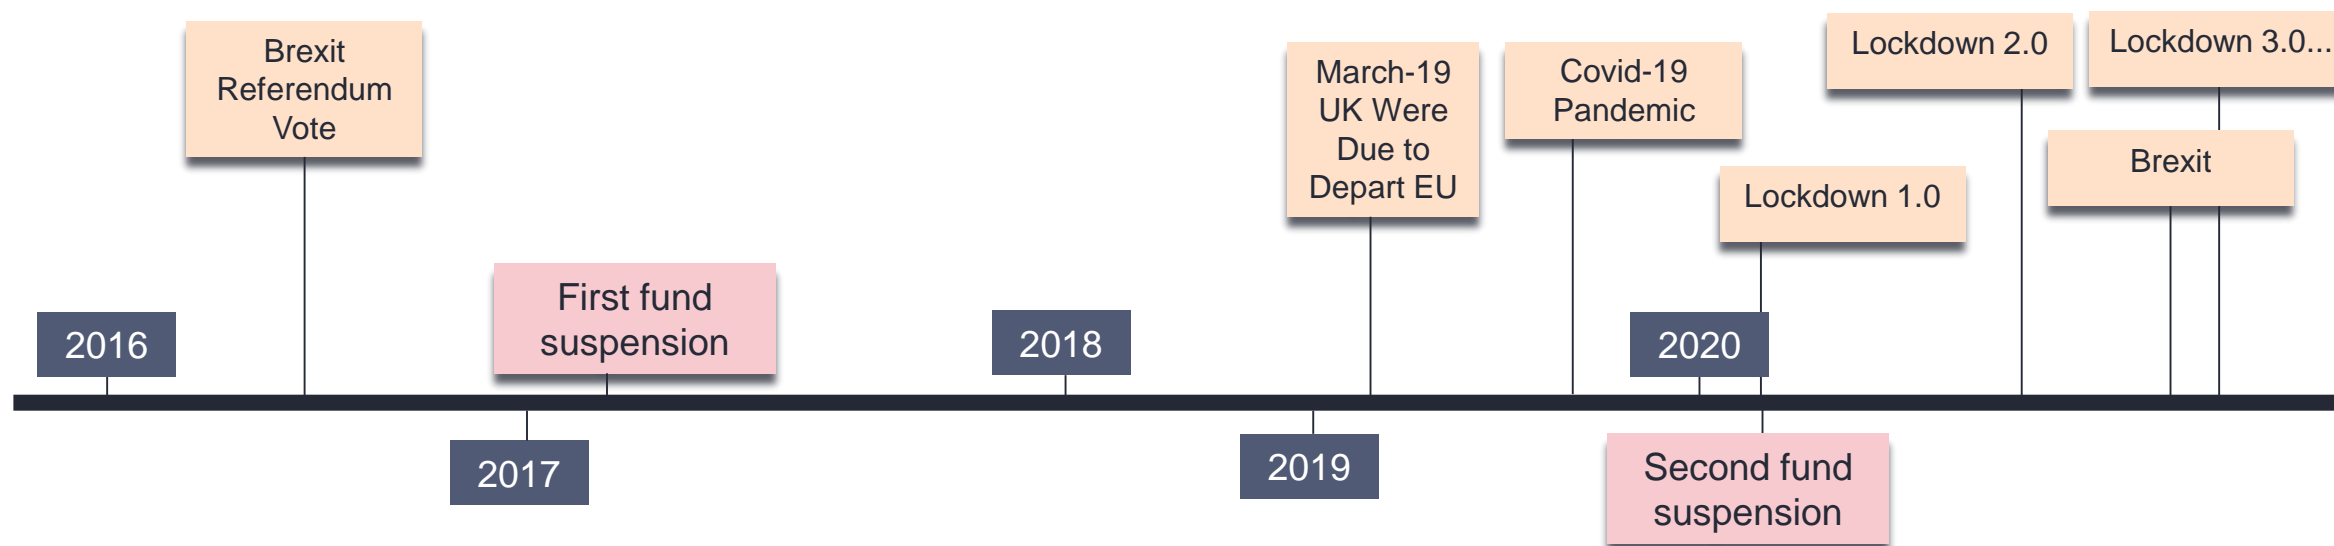 Brexit
Referendum
Vote
March-19
UK Were
Due to
Depart EU
Covid-19
Pandemic
Lockdown 2.0
Lockdown 3.0...
Brexit
Lockdown 1.0
First fund
suspension
2016
2018
2020
2017
2019
Second fund
suspension